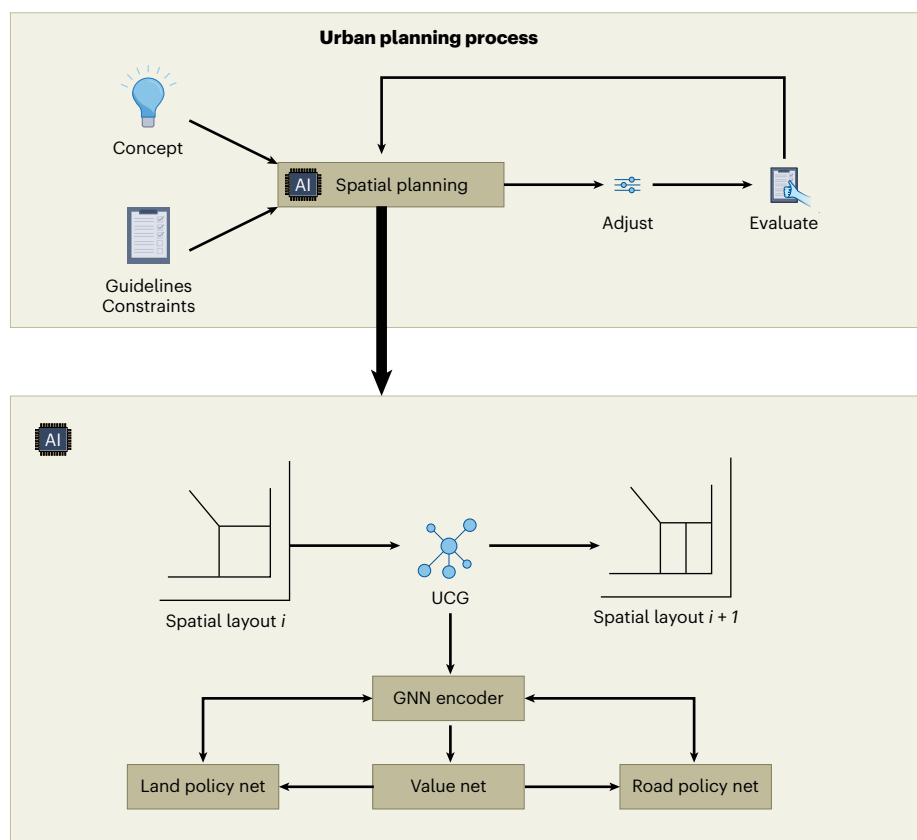 Urban planning process
Concept
AI
Spatial planning
Adjust
Evaluate
Guidelines
Constraints
AI
UCG
Spatial layout i
Spatial layout i + 1
GNN encoder
Land policy net
Value net
Road policy net